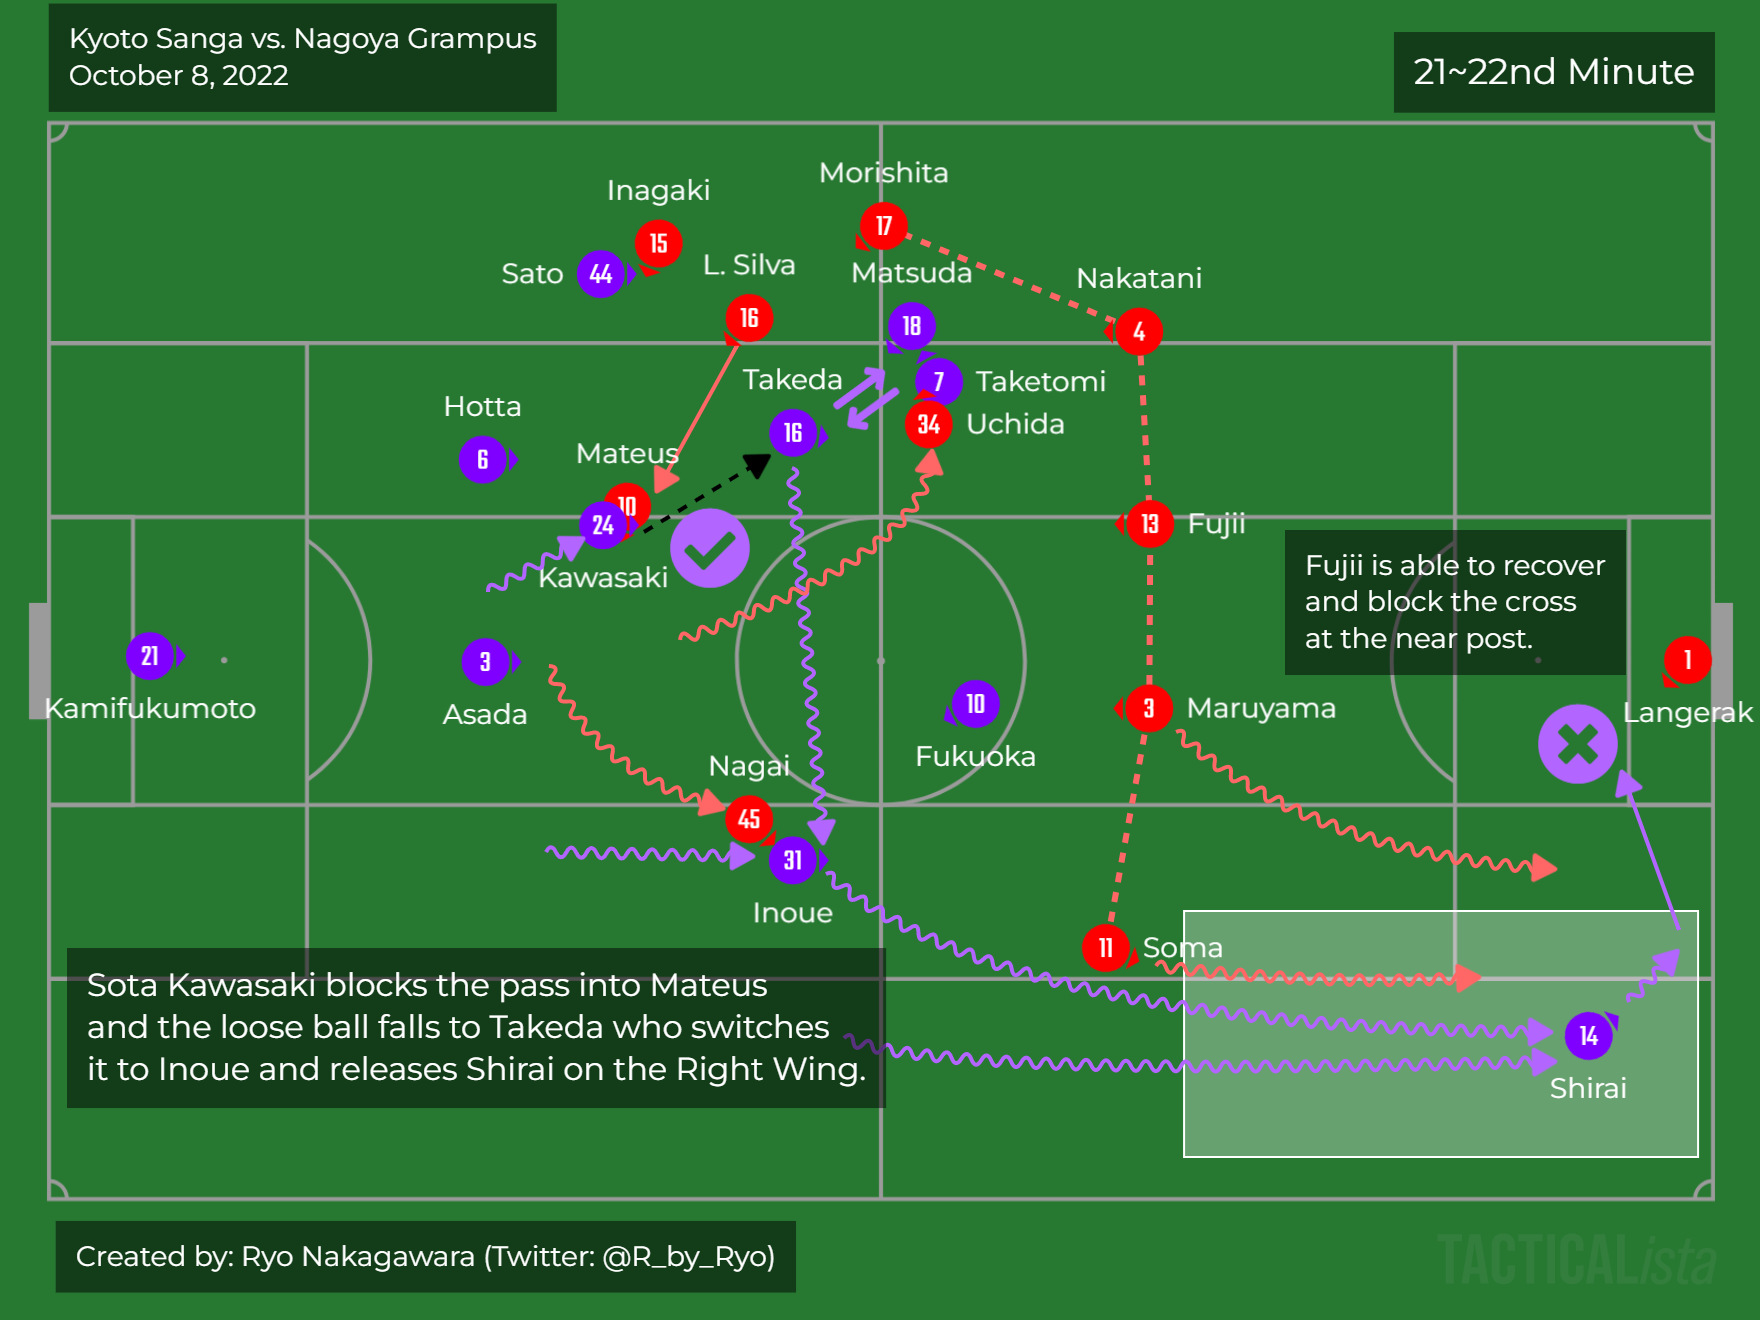 Kyoto Sanga vs. Nagoya Grampus
October 8, 2022
21~22nd Minute
Morishita
17
Inagaki
15
Sato
44
L. Silva
16
Matsuda
18
Nakatani
4
Takeda
16
7
Taketomi
34
Uchida
Hotta
6
Mateus
10
24
Kawasaki
13
Fujii
Fujii is able to recover
and block the cross
at the near post.
21
Kamifukumoto
3
Asada
10
Fukuoka
3
Maruyama
1
Langerak
Nagai
45
31
Inoue
11
Soma
14
Shirai
Sota Kawasaki blocks the pass into Mateus
and the loose ball falls to Takeda who switches
it to Inoue and releases Shirai on the Right Wing.
Created by: Ryo Nakagawara (Twitter: @R_by_Ryo)
TACTICALista